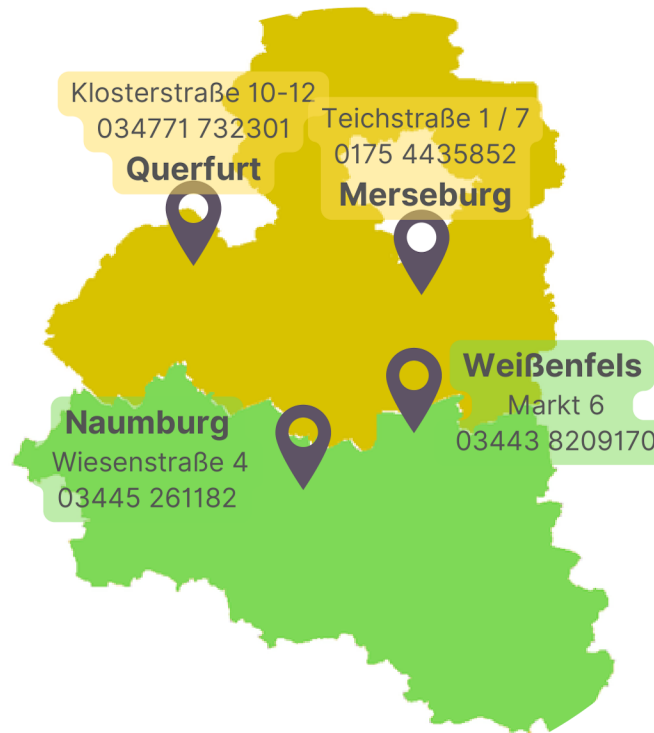 Klosterstraße 10-12
034771 732301
Querfurt
Teichstraße 1 / 7
0175 4435852
Merseburg
Weißenfels
Markt 6
03443 8209170
Naumburg
Wiesenstraße 4
03445 261182